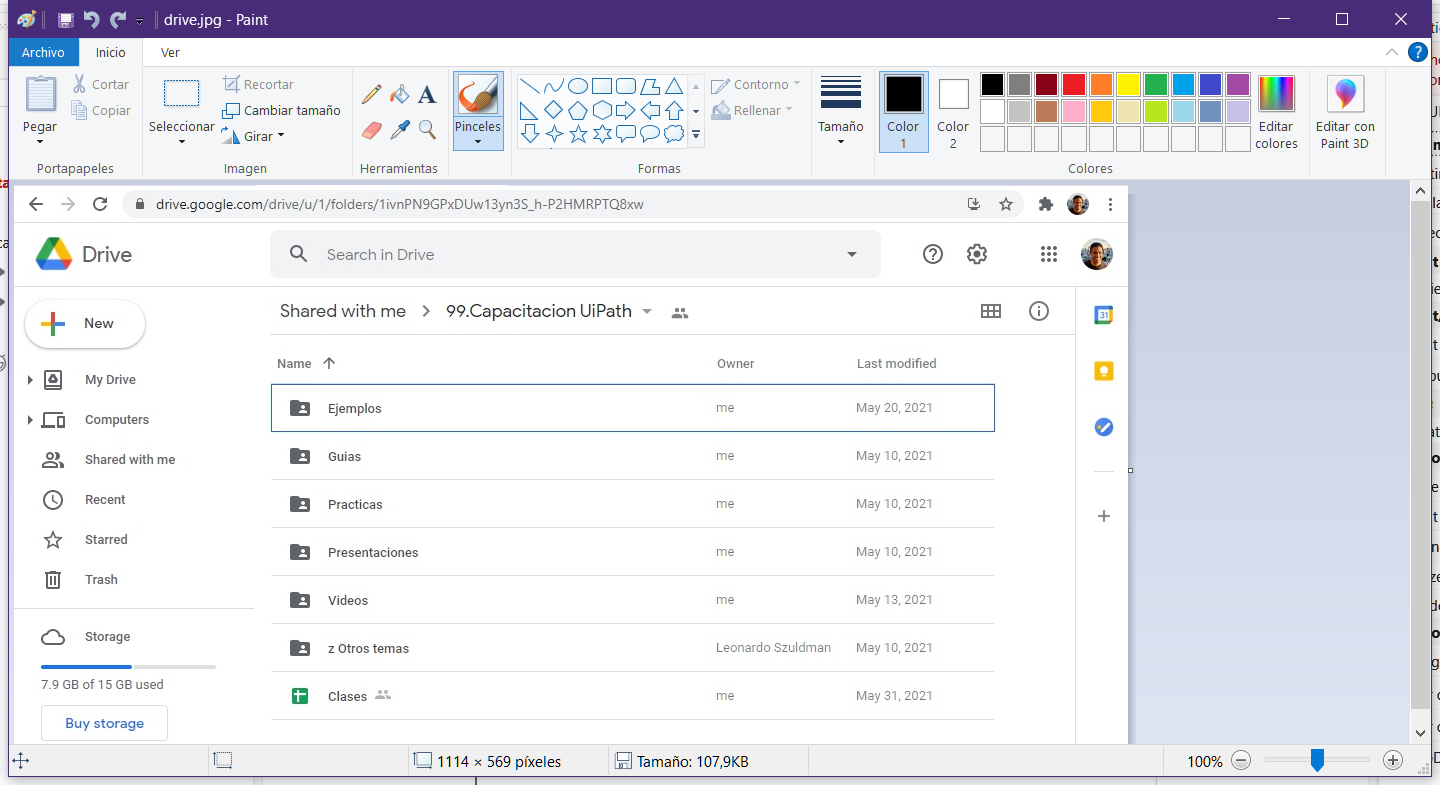 drive.jpg - Paint
Archivo Inicio Ver
Pegar
Cortar
Copiar
Portapapeles
Seleccionar
Recortar
Cambiar tamaño
Girar
Imagen
A
Herramientas
Pinceles
Formas
Contorno
Rellenar
Tamaño
Color 1
Color 2
Editar colores
Colores
Editar con Paint 3D
drive.google.com/drive/u/1/folders/1ivnPN9GPxDUw13yn3S_h-P2HMRPTQ8xw
Drive
Search in Drive
New
My Drive
Computers
Shared with me
Recent
Starred
Trash
Storage
7.9 GB of 15 GB used
Buy storage
Shared with me > 99.Capacitacion UiPath
Name Owner Last modified
Ejemplos me May 20, 2021
Guias me May 10, 2021
Practicas me May 10, 2021
Presentaciones me May 10, 2021
Videos me May 13, 2021
z Otros temas Leonardo Szuldman May 10, 2021
Clases me May 31, 2021
31
1114 × 569 píxeles
Tamaño: 107,9KB
100%